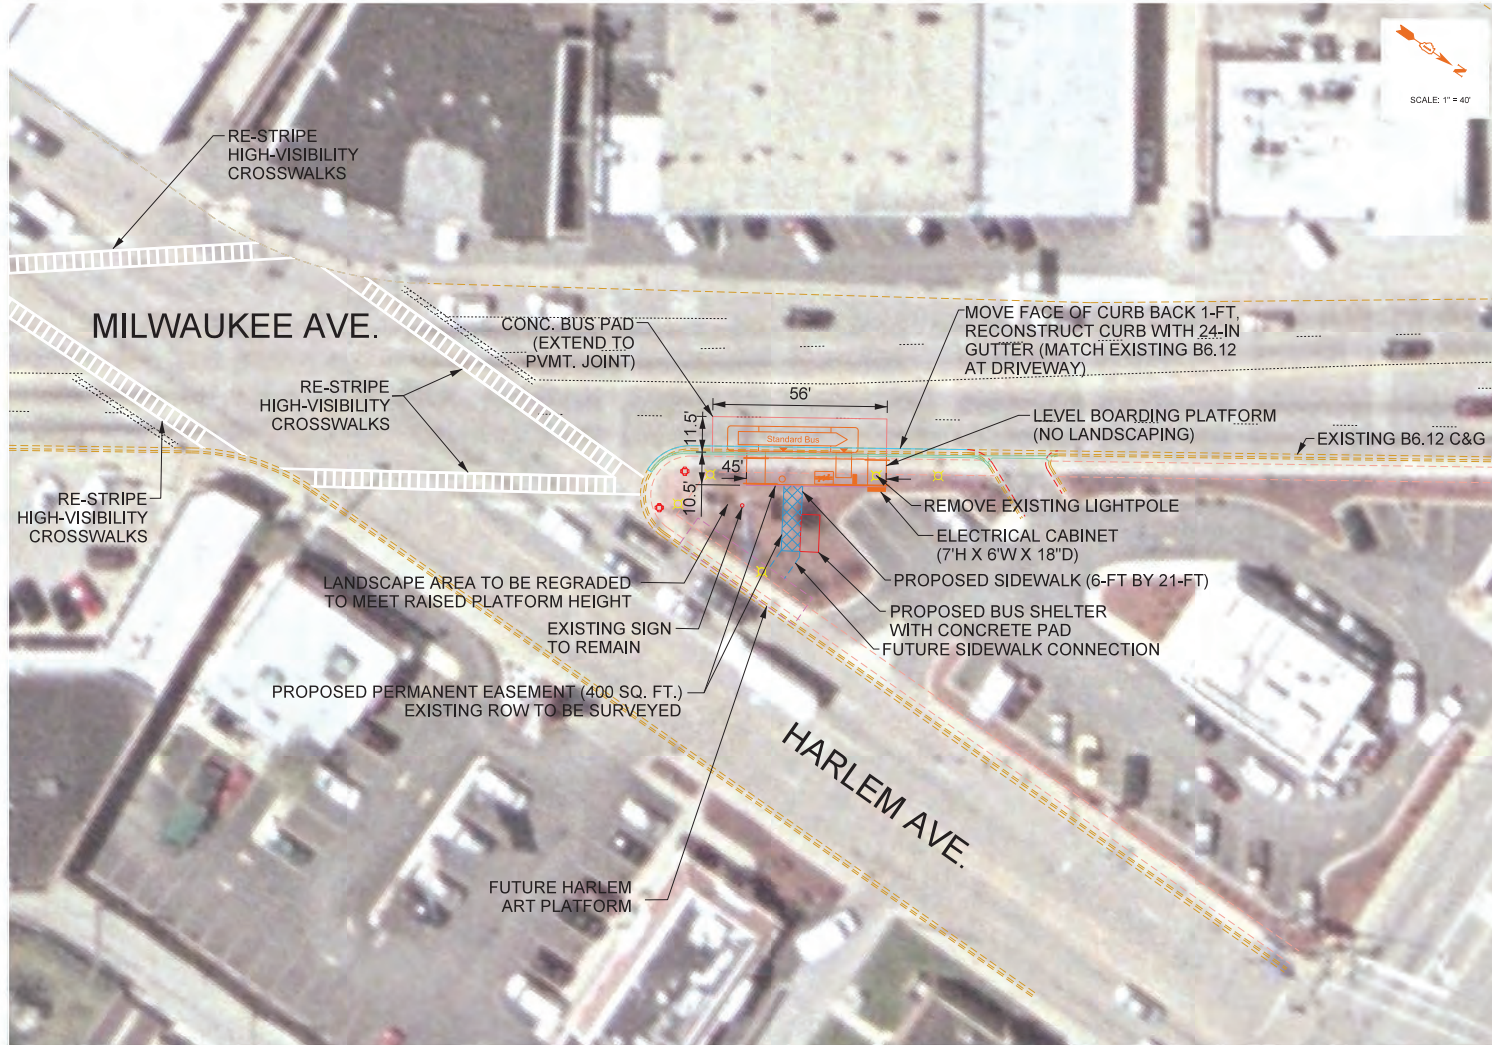 N
SCALE: 1" = 40'
RE-STRIPE
HIGH-VISIBILITY
CROSSWALKS
MILWAUKEE AVE.
CONC. BUS PAD
(EXTEND TO
PVMT. JOINT)
MOVE FACE OF CURB BACK 1-FT,
RECONSTRUCT CURB WITH 24-IN
GUTTER (MATCH EXISTING B6.12
AT DRIVEWAY)
56'
11.5'
Standard Bus
RE-STRIPE
HIGH-VISIBILITY
CROSSWALKS
LEVEL BOARDING PLATFORM
(NO LANDSCAPING)
EXISTING B6.12 C&G
45'
10.5'
RE-STRIPE
HIGH-VISIBILITY
CROSSWALKS
REMOVE EXISTING LIGHTPOLE
ELECTRICAL CABINET
(7'H X 6'W X 18"D)
LANDSCAPE AREA TO BE REGRADED
TO MEET RAISED PLATFORM HEIGHT
PROPOSED SIDEWALK (6-FT BY 21-FT)
PROPOSED BUS SHELTER
WITH CONCRETE PAD
EXISTING SIGN
TO REMAIN
FUTURE SIDEWALK CONNECTION
PROPOSED PERMANENT EASEMENT (400 SQ. FT.)
EXISTING ROW TO BE SURVEYED
HARLEM AVE.
FUTURE HARLEM
ART PLATFORM